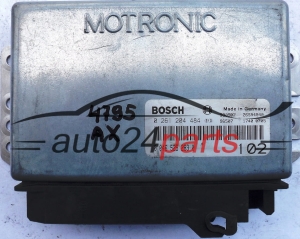 MOTRONIC
4795
AX
BOSCH
Made in Germany
0 261 204 484
auto24parts
102